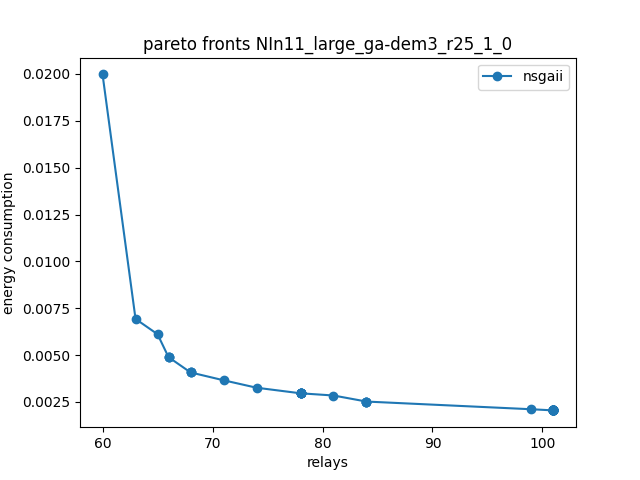 pareto fronts NIn11_large_ga-dem3_r25_1_0
nsgaii
energy consumption
0.0200
0.0175
0.0150
0.0125
0.0100
0.0075
0.0050
0.0025
60 70 80 90 100
relays